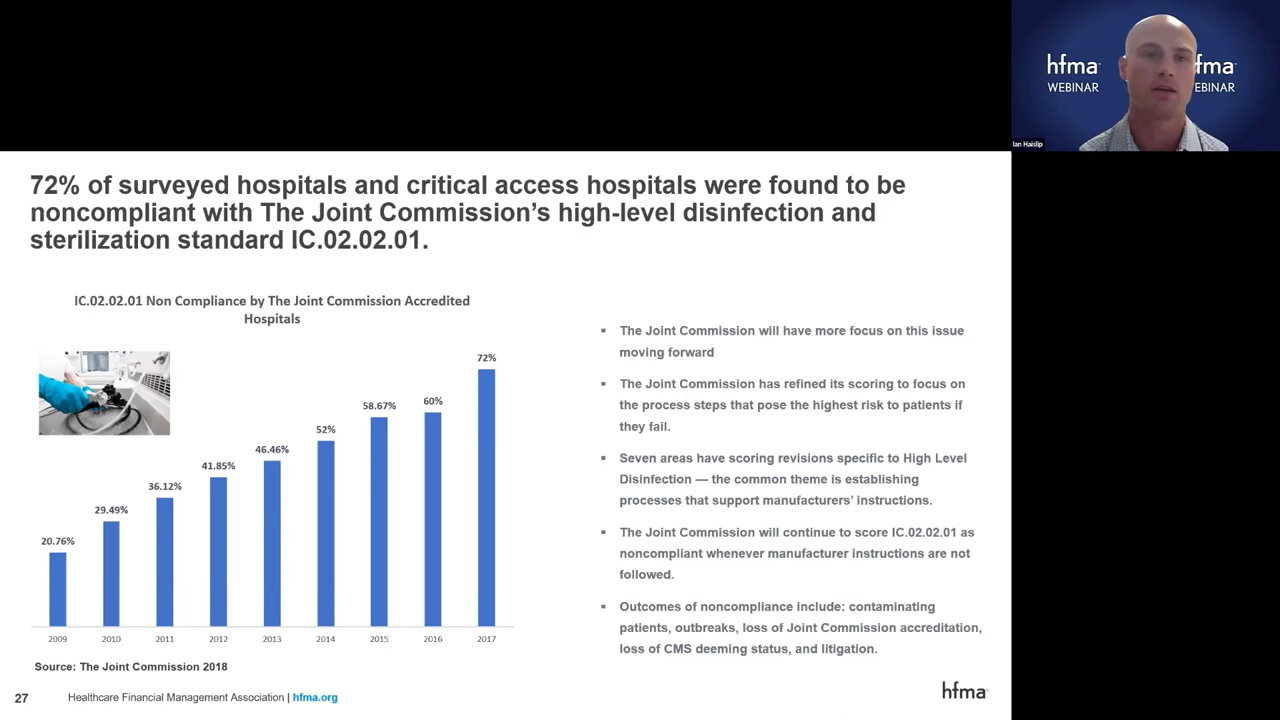 hfma
WEBINAR
fma
EBINAR
Ian Haislip
72% of surveyed hospitals and critical access hospitals were found to be
noncompliant with The Joint Commission’s high-level disinfection and
sterilization standard IC.02.02.01.
IC.02.02.01 Non Compliance by The Joint Commission Accredited
Hospitals
20.76%
29.49%
36.12%
41.85%
46.46%
52%
58.67%
60%
72%
2009
2010
2011
2012
2013
2014
2015
2016
2017
Source: The Joint Commission 2018
▪ The Joint Commission will have more focus on this issue
moving forward
▪ The Joint Commission has refined its scoring to focus on
the process steps that pose the highest risk to patients if
they fail.
▪ Seven areas have scoring revisions specific to High Level
Disinfection — the common theme is establishing
processes that support manufacturers’ instructions.
▪ The Joint Commission will continue to score IC.02.02.01 as
noncompliant whenever manufacturer instructions are not
followed.
▪ Outcomes of noncompliance include: contaminating
patients, outbreaks, loss of Joint Commission accreditation,
loss of CMS deeming status, and litigation.
27
Healthcare Financial Management Association | hfma.org
hfma